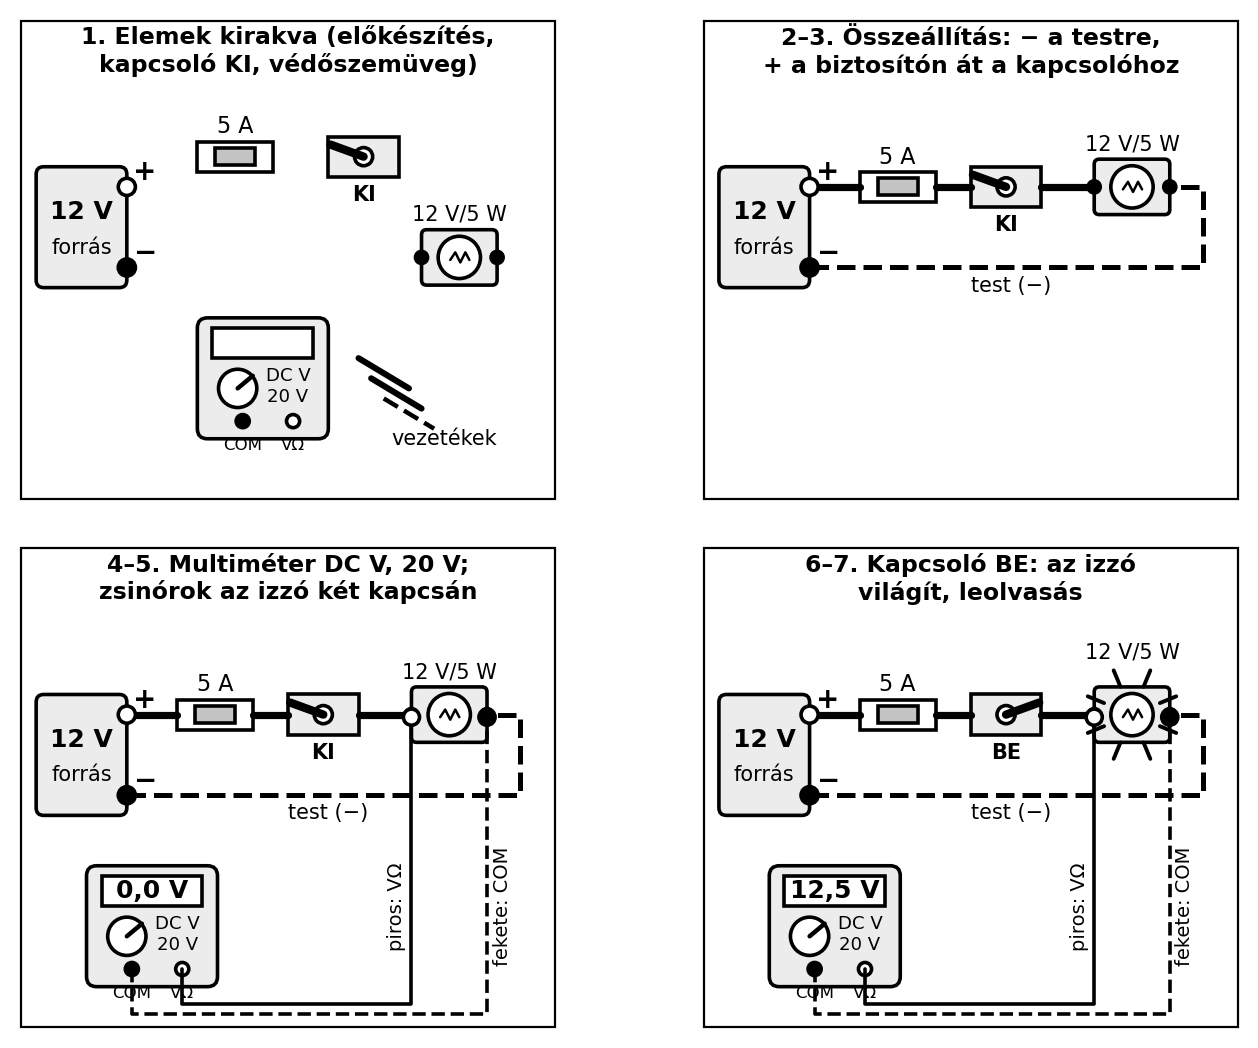 1. Elemek kirakva (előkészítés,
kapcsoló KI, védőszemüveg)
5 A
+
KI
12 V
forrás
−
12 V/5 W
DC V
20 V
COM VΩ
vezetékek
2–3. Összeállítás: − a testre,
+ a biztosítón át a kapcsolóhoz
12 V/5 W
5 A
+
12 V
forrás
KI
−
test (−)
4–5. Multiméter DC V, 20 V;
zsinórok az izzó két kapcsán
12 V/5 W
5 A
+
12 V
forrás
KI
−
test (−)
0,0 V
DC V
20 V
COM VΩ
piros: VΩ
fekete: COM
6–7. Kapcsoló BE: az izzó
világít, leolvasás
12 V/5 W
5 A
+
12 V
forrás
BE
−
test (−)
12,5 V
DC V
20 V
COM VΩ
piros: VΩ
fekete: COM